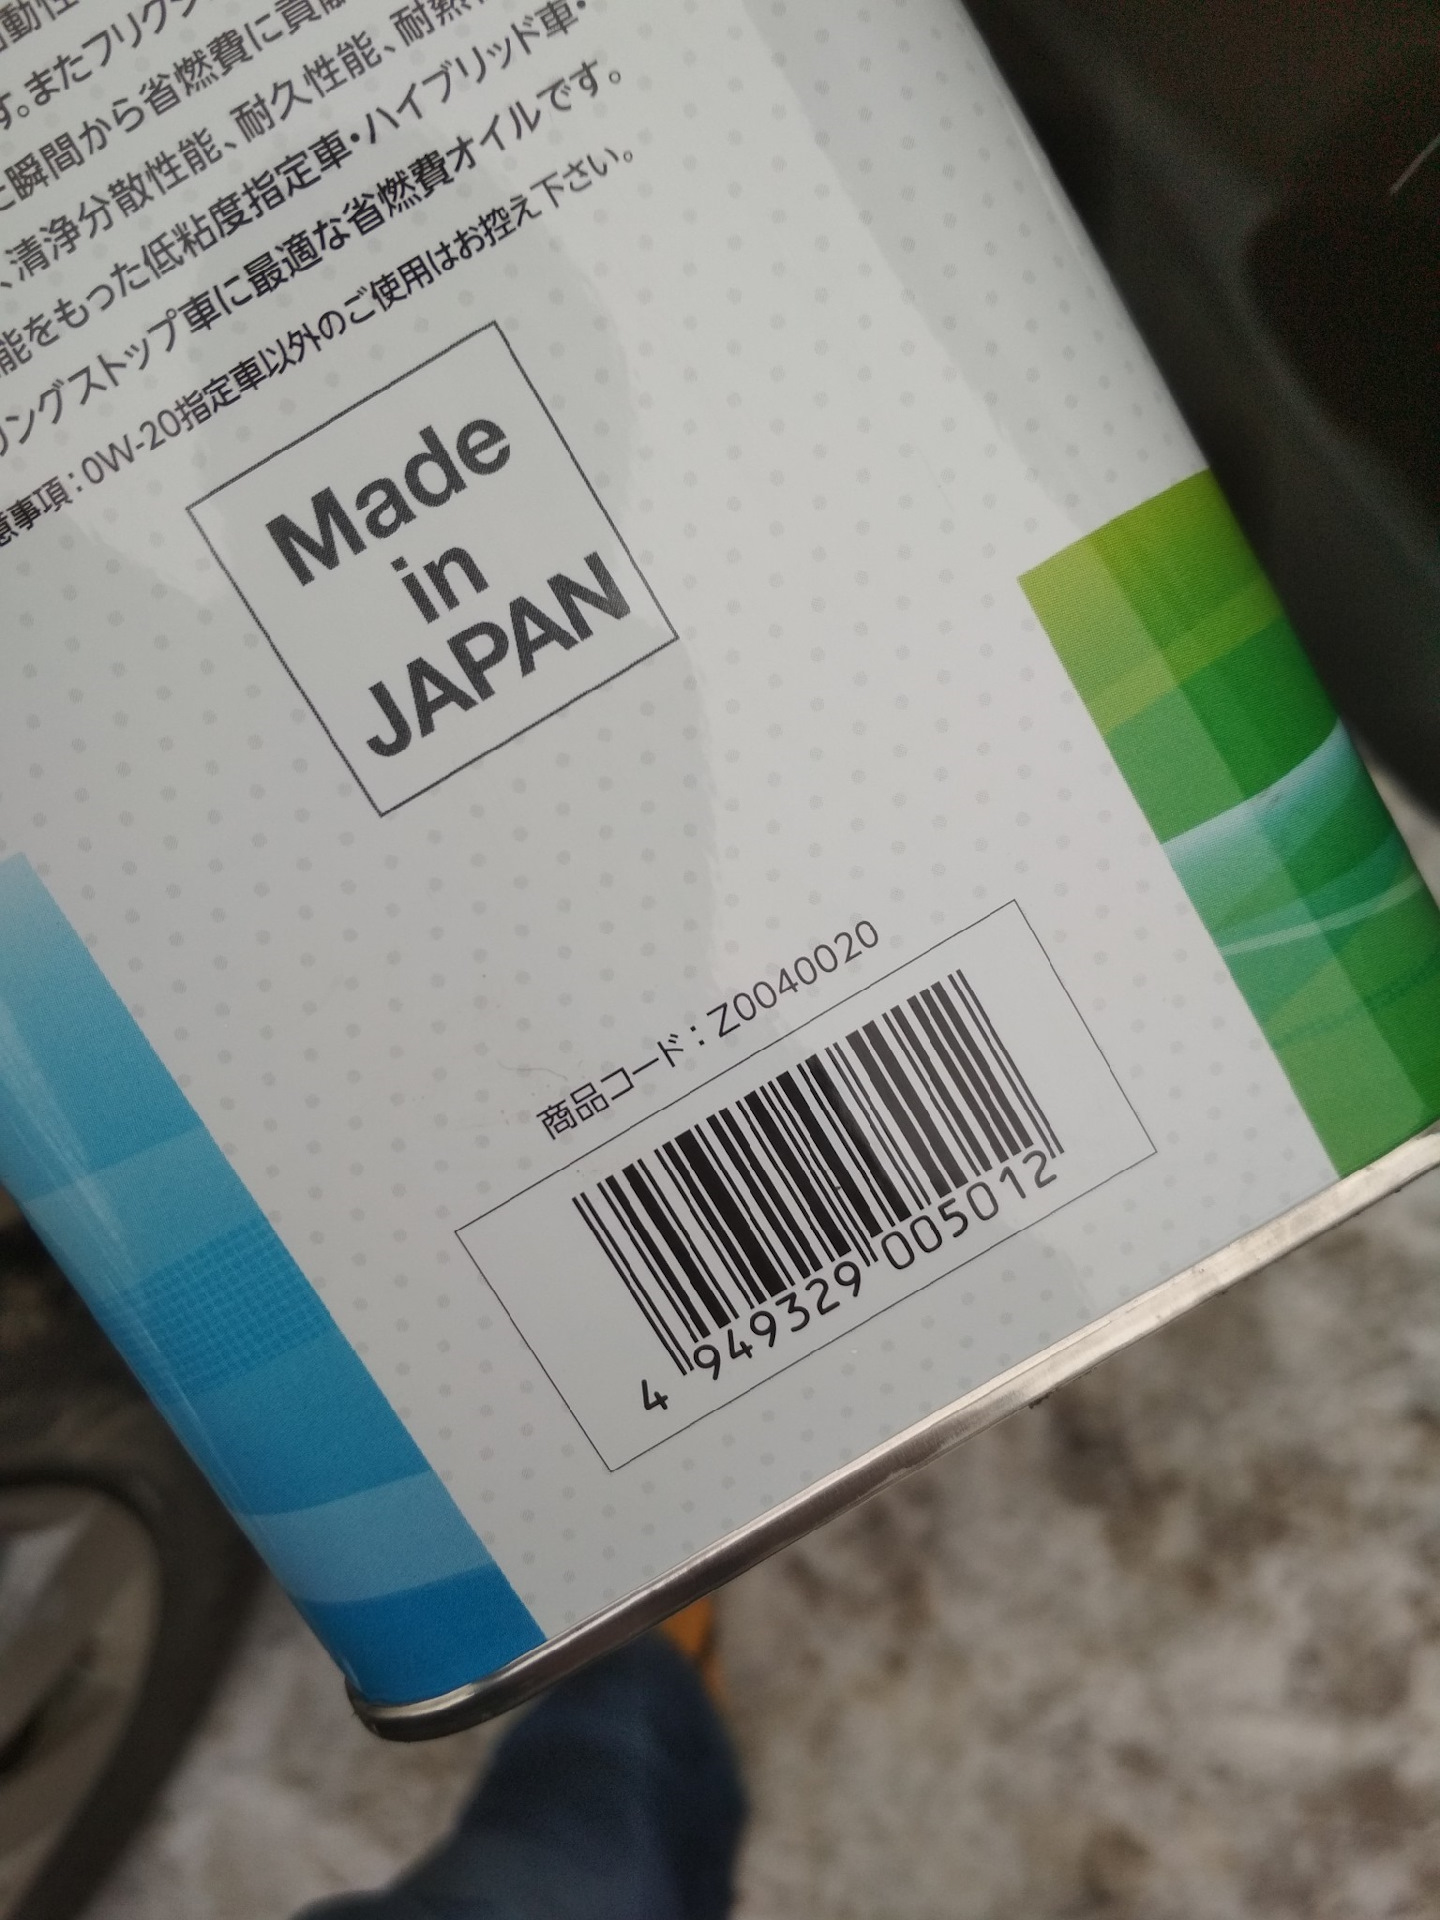 動性
す。またフリクシ
瞬間から省燃費に貢献
、清浄分散性能、耐久性能、耐熱
能をもった低粘度指定車・ハイブリッド車・
リングストップ車に最適な省燃費オイルです。
意事項：0W-20指定車以外のご使用はお控え下さい。
Made
in
JAPAN
商品コード：Z0040020
4 949329 005012